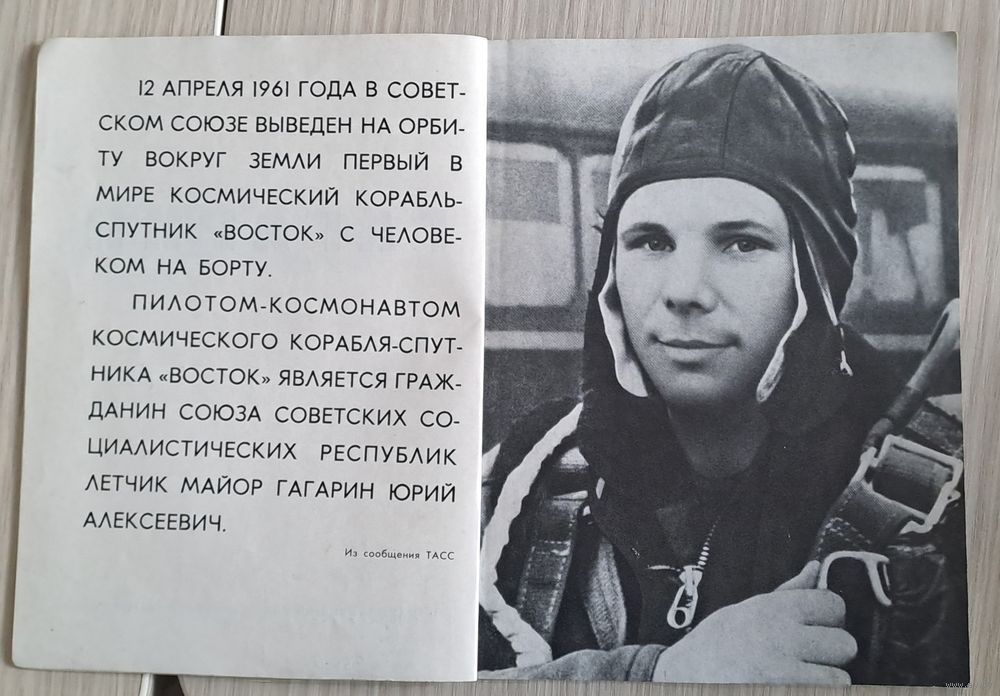 12 АПРЕЛЯ 1961 ГОДА В СОВЕТ-
СКОМ СОЮЗЕ ВЫВЕДЕН НА ОРБИ-
ТУ ВОКРУГ ЗЕМЛИ ПЕРВЫЙ В
МИРЕ КОСМИЧЕСКИЙ КОРАБЛЬ-
СПУТНИК «ВОСТОК» С ЧЕЛОВЕ-
КОМ НА БОРТУ.
ПИЛОТОМ-КОСМОНАВТОМ
КОСМИЧЕСКОГО КОРАБЛЯ-СПУТ-
НИКА «ВОСТОК» ЯВЛЯЕТСЯ ГРАЖ-
ДАНИН СОЮЗА СОВЕТСКИХ СО-
ЦИАЛИСТИЧЕСКИХ РЕСПУБЛИК
ЛЕТЧИК МАЙОР ГАГАРИН ЮРИЙ
АЛЕКСЕЕВИЧ.
Из сообщения ТАСС